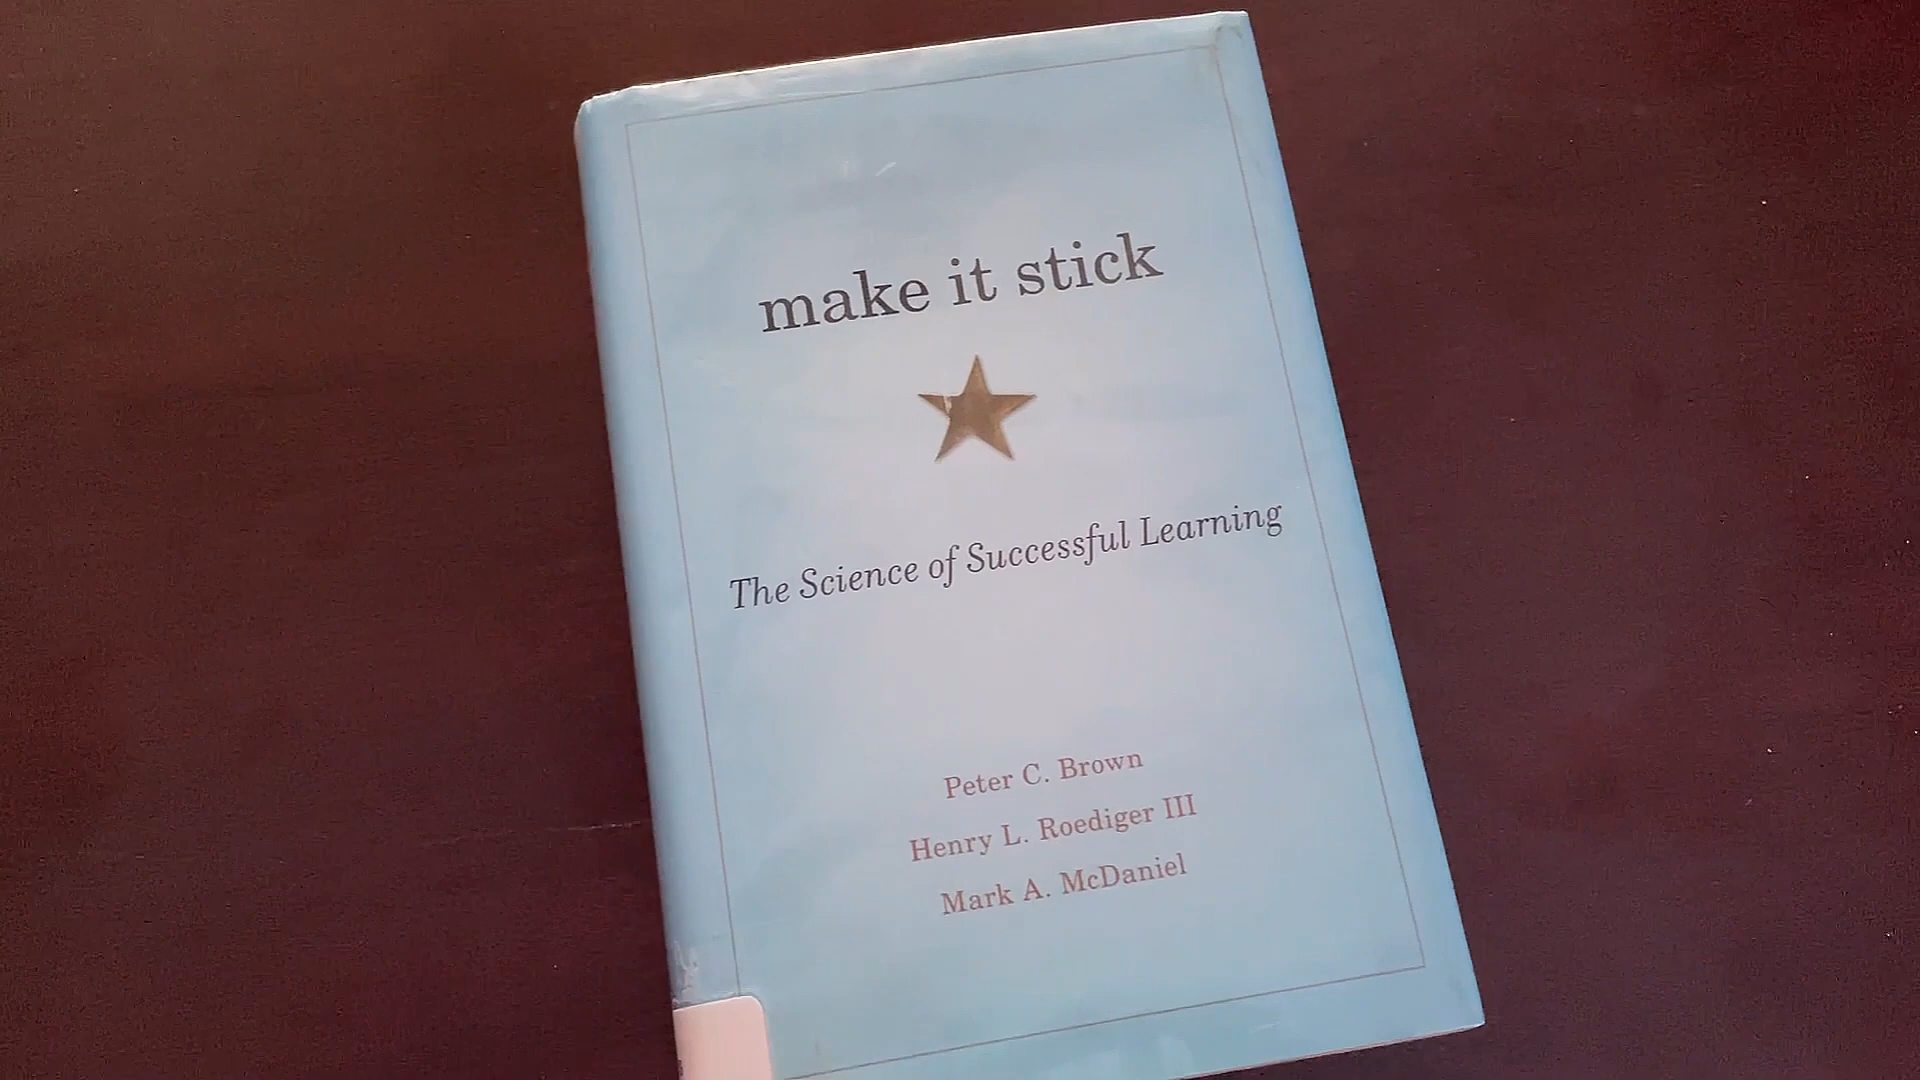 make it stick
The Science of Successful Learning
Peter C. Brown
Henry L. Roediger III
Mark A. McDaniel